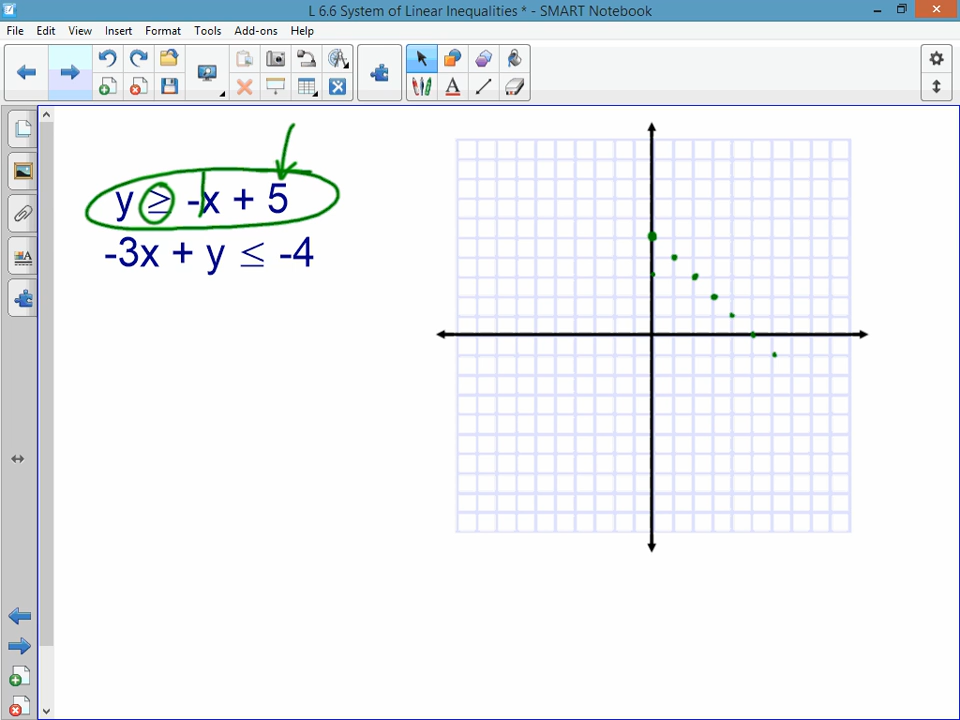 L 6.6 System of Linear Inequalities * - SMART Notebook
File Edit View Insert Format Tools Add-ons Help
y ≥ -x + 5
-3x + y ≤ -4